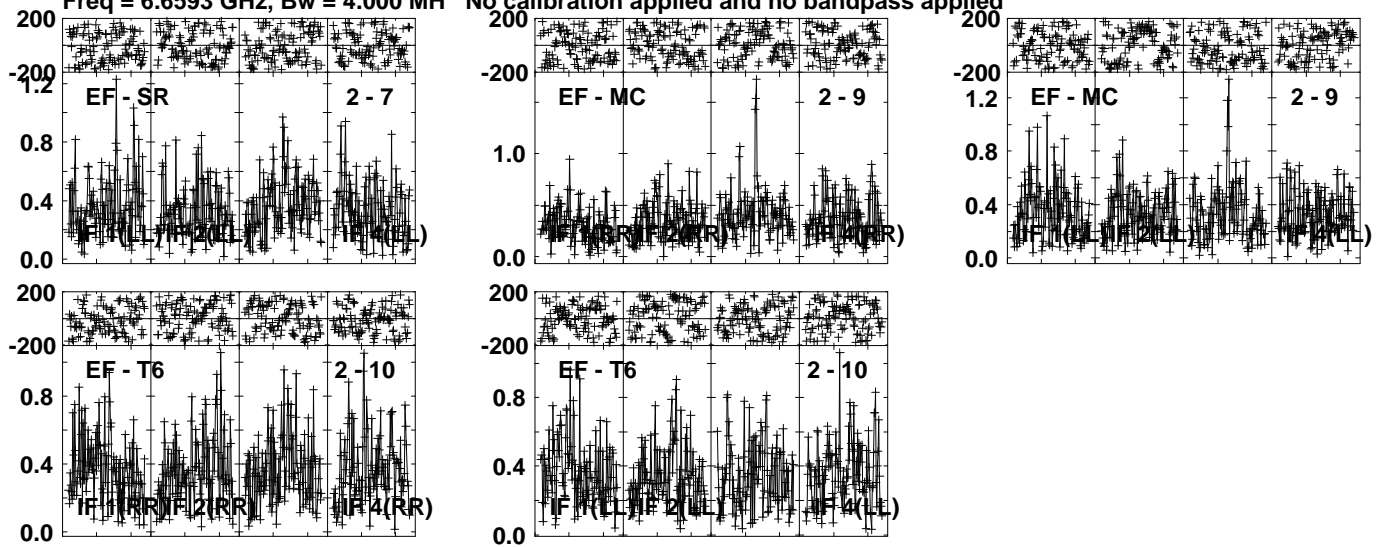 Freq = 6.6593 GHz, Bw = 4.000 MH No calibration applied and no bandpass applied
200
-200
1.2
0.8
0.4
0.0
EF - SR
2 - 7
IF 1(LL)
IF 2(LL)
IF 4(LL)
200
-200
1.0
0.0
EF - MC
2 - 9
IF 1(RR)
IF 2(RR)
IF 4(RR)
200
-200
1.2
0.8
0.4
0.0
EF - MC
2 - 9
IF 1(LL)
IF 2(LL)
IF 4(LL)
200
-200
0.8
0.4
0.0
EF - T6
2 - 10
IF 1(RR)
IF 2(RR)
IF 4(RR)
200
-200
0.8
0.4
0.0
EF - T6
2 - 10
IF 1(LL)
IF 2(LL)
IF 4(LL)